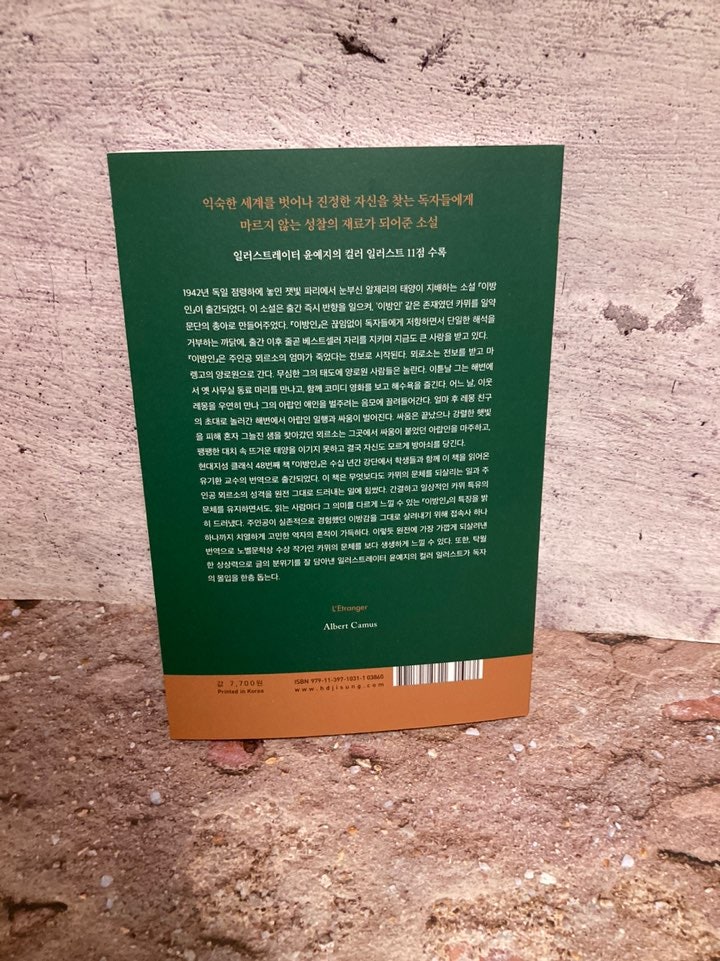 익숙한 세계를 벗어나 진정한 자신을 찾는 독자들에게
마르지 않는 성찰의 재료가 되어준 소설
일러스트레이터 윤예지의 컬러 일러스트 11점 수록
1942년 독일 점령하에 놓인 잿빛 파리에서 눈부신 알제리의 태양이 지배하는 소설 『이방
인』이 출간되었다. 이 소설은 출간 즉시 반향을 일으켜, '이방인' 같은 존재였던 카뮈를 일약
문단의 총아로 만들어주었다. 『이방인』은 끊임없이 독자들에게 저항하면서 단일한 해석을
거부하는 까닭에, 출간 이후 줄곧 베스트셀러 자리를 지키며 지금도 큰 사랑을 받고 있다.
『이방인』은 주인공 뫼르소의 엄마가 죽었다는 전보로 시작된다. 뫼르소는 전보를 받고 마
렝고의 양로원으로 간다. 무심한 그의 태도에 양로원 사람들은 놀란다. 이튿날 그는 해변에
서 옛 사무실 동료 마리를 만나고, 함께 코미디 영화를 보고 해수욕을 즐긴다. 어느 날, 이웃
레몽을 우연히 만나 그의 아랍인 애인을 벌주려는 음모에 끌려들어간다. 얼마 후 레몽 친구
의 초대로 놀러간 해변에서 아랍인 일행과 싸움이 벌어진다. 싸움은 끝났으나 강렬한 햇빛
을 피해 혼자 그늘진 샘을 찾아갔던 뫼르소는 그곳에서 싸움이 붙었던 아랍인을 마주하고,
팽팽한 대치 속 뜨거운 태양을 이기지 못하고 결국 자신도 모르게 방아쇠를 당긴다.
현대지성 클래식 48번째 책 『이방인』은 수십 년간 강단에서 학생들과 함께 이 책을 읽어온
유기환 교수의 번역으로 출간되었다. 이 책은 무엇보다도 카뮈의 문체를 되살리는 일과 주
인공 뫼르소의 성격을 원전 그대로 드러내는 일에 힘썼다. 간결하고 일상적인 카뮈 특유의
문체를 유지하면서도, 읽는 사람마다 그 의미를 다르게 느낄 수 있는 『이방인』의 특징을 밝
히 드러냈다. 주인공이 실존적으로 경험했던 이방감을 그대로 살려내기 위해 접속사 하나
하나까지 치열하게 고민한 역자의 흔적이 가득하다. 이렇듯 원전에 가장 가깝게 되살려낸
번역으로 노벨문학상 수상 작가인 카뮈의 문체를 보다 생생하게 느낄 수 있다. 또한, 탁월
한 상상력으로 글의 분위기를 잘 담아낸 일러스트레이터 윤예지의 컬러 일러스트가 독자
의 몰입을 한층 돕는다.
L'Étranger
Albert Camus
값 7,700원
Printed in Korea
ISBN 979-11-397-1031-1 03860
www.hdjisung.com